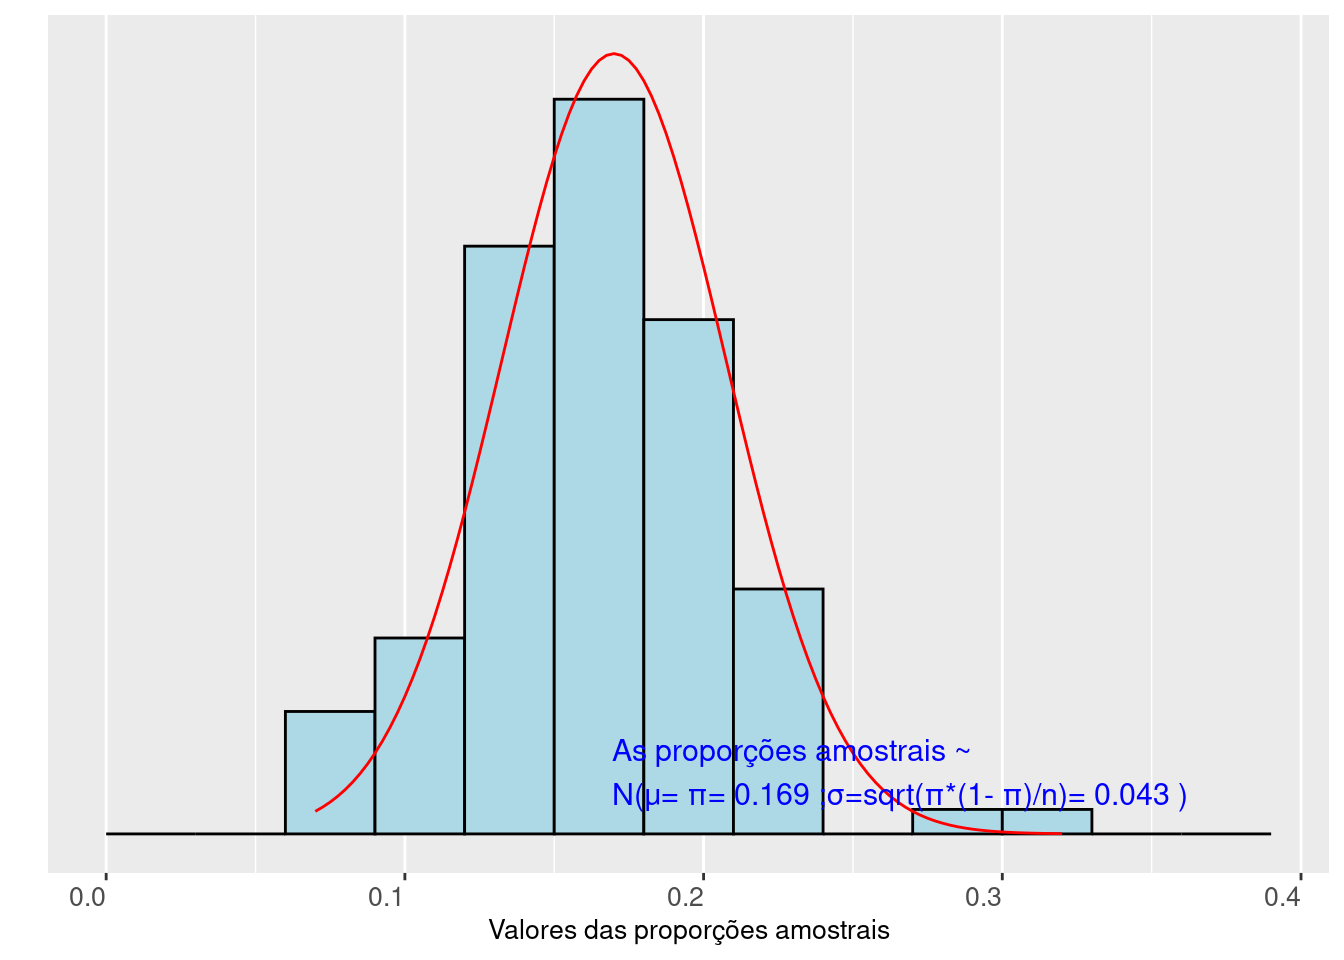 As proporções amostrais ~
N(μ= π= 0.169 ;σ=sqrt(π*(1- π)/n)= 0.043 )
0.0 0.1 0.2 0.3 0.4
Valores das proporções amostrais